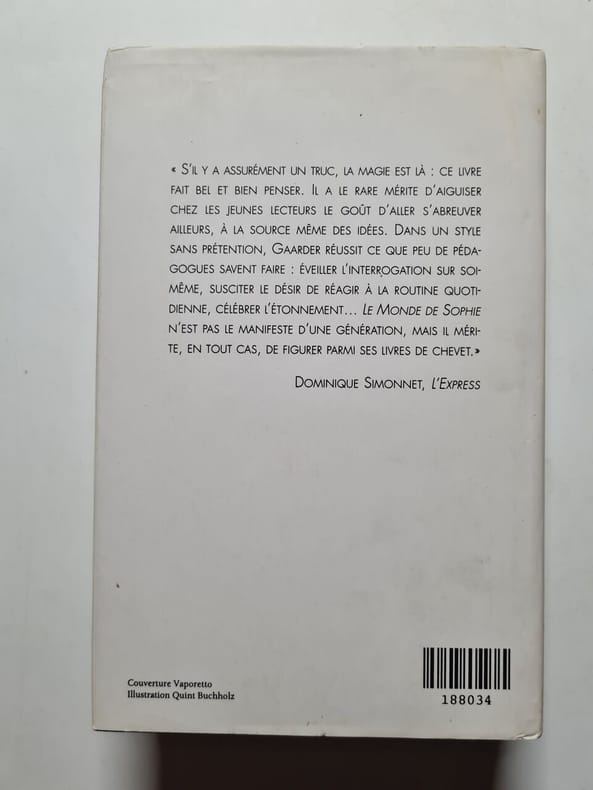 « S'IL Y A ASSURÉMENT UN TRUC, LA MAGIE EST LÀ : CE LIVRE
FAIT BEL ET BIEN PENSER. IL A LE RARE MÉRITE D'AIGUISER
CHEZ LES JEUNES LECTEURS LE GOÛT D'ALLER S'ABREUVER
AILLEURS, À LA SOURCE MÊME DES IDÉES. DANS UN STYLE
SANS PRÉTENTION, GAARDER RÉUSSIT CE QUE PEU DE PÉDA-
GOGUES SAVENT FAIRE : ÉVEILLER L'INTERROGATION SUR SOI-
MÊME, SUSCITER LE DÉSIR DE RÉAGIR À LA ROUTINE QUOTI-
DIENNE, CÉLÉBRER L'ÉTONNEMENT... LE MONDE DE SOPHIE
N'EST PAS LE MANIFESTE D'UNE GÉNÉRATION, MAIS IL MÉRI-
TE, EN TOUT CAS, DE FIGURER PARMI SES LIVRES DE CHEVET.»
DOMINIQUE SIMONNET, L'EXPRESS
Couverture Vaporetto
Illustration Quint Buchholz
188034